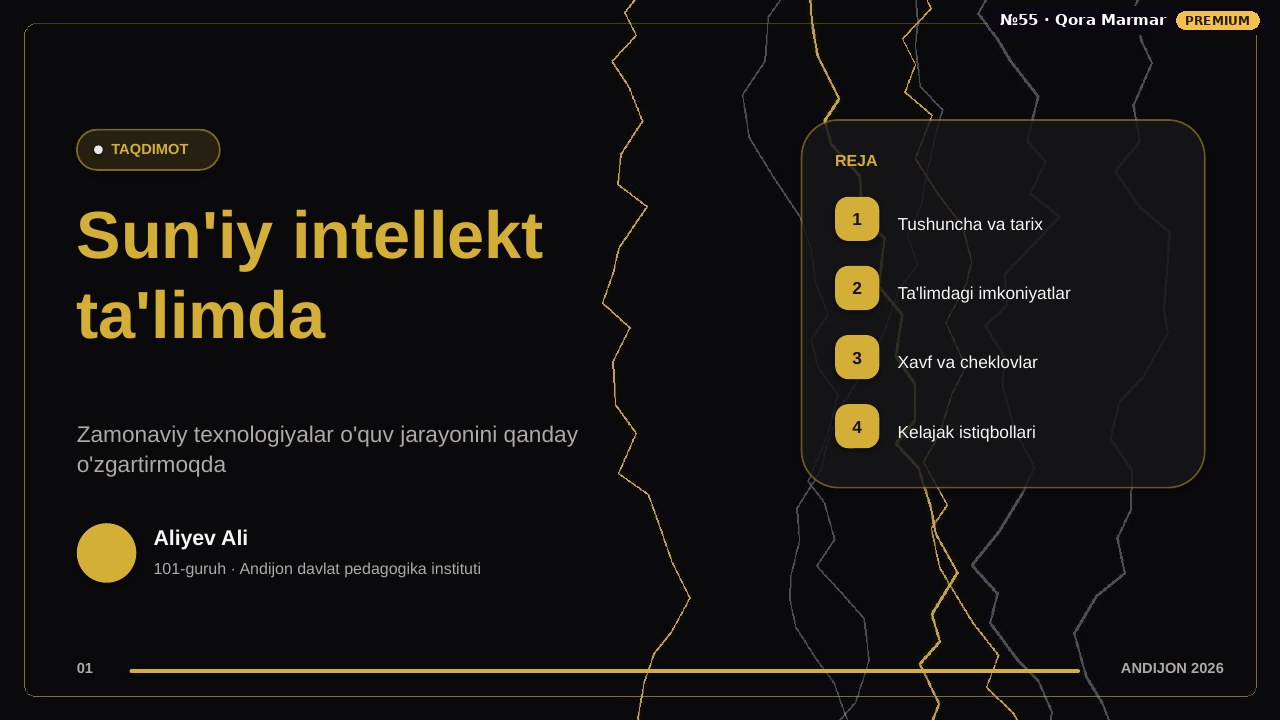 №55 · Qora Marmar PREMIUM
TAQDIMOT
Sun'iy intellekt
ta'limda
Zamonaviy texnologiyalar o'quv jarayonini qanday
o'zgartirmoqda
Aliyev Ali
101-guruh · Andijon davlat pedagogika instituti
REJA
1 Tushuncha va tarix
2 Ta'limdagi imkoniyatlar
3 Xavf va cheklovlar
4 Kelajak istiqbollari
01
ANDIJON 2026